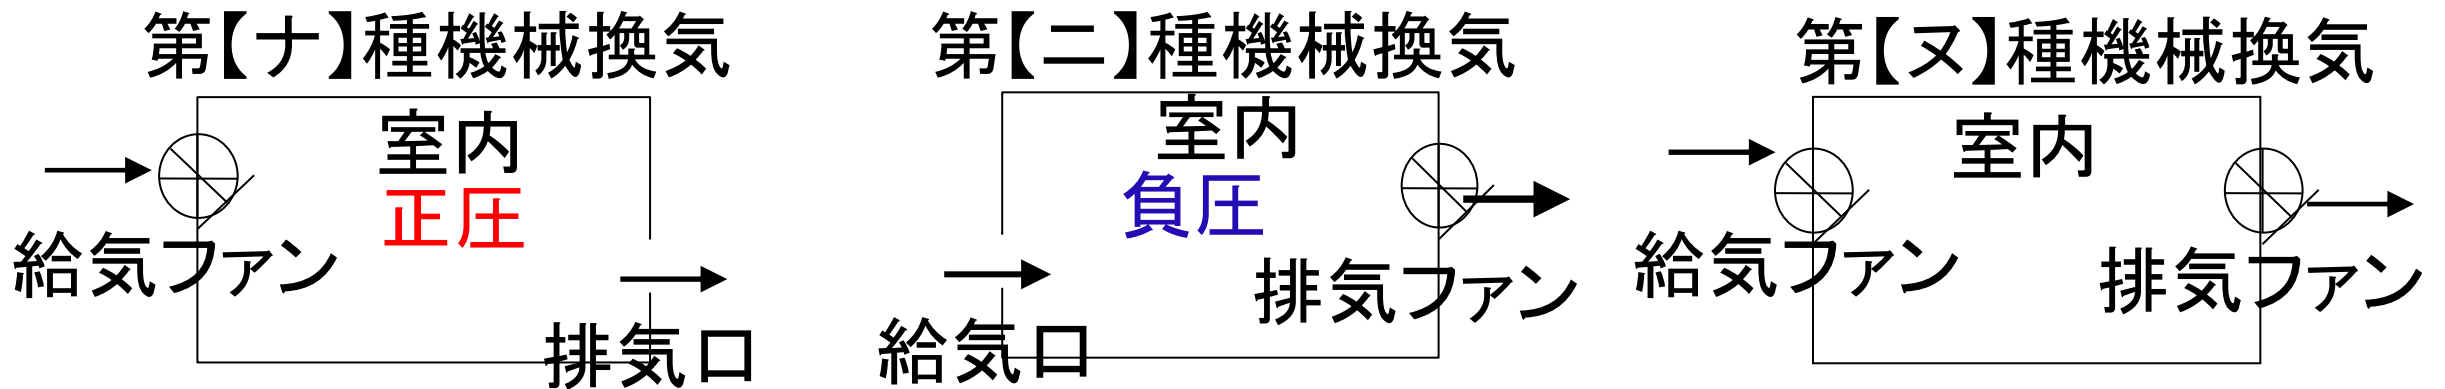 第【ナ】種機械換気
室内
正圧
給気ファン
排気口
第【ニ】種機械換気
室内
負圧
排気ファン
給気口
第【ヌ】種機械換気
室内
給気ファン
排気ファン